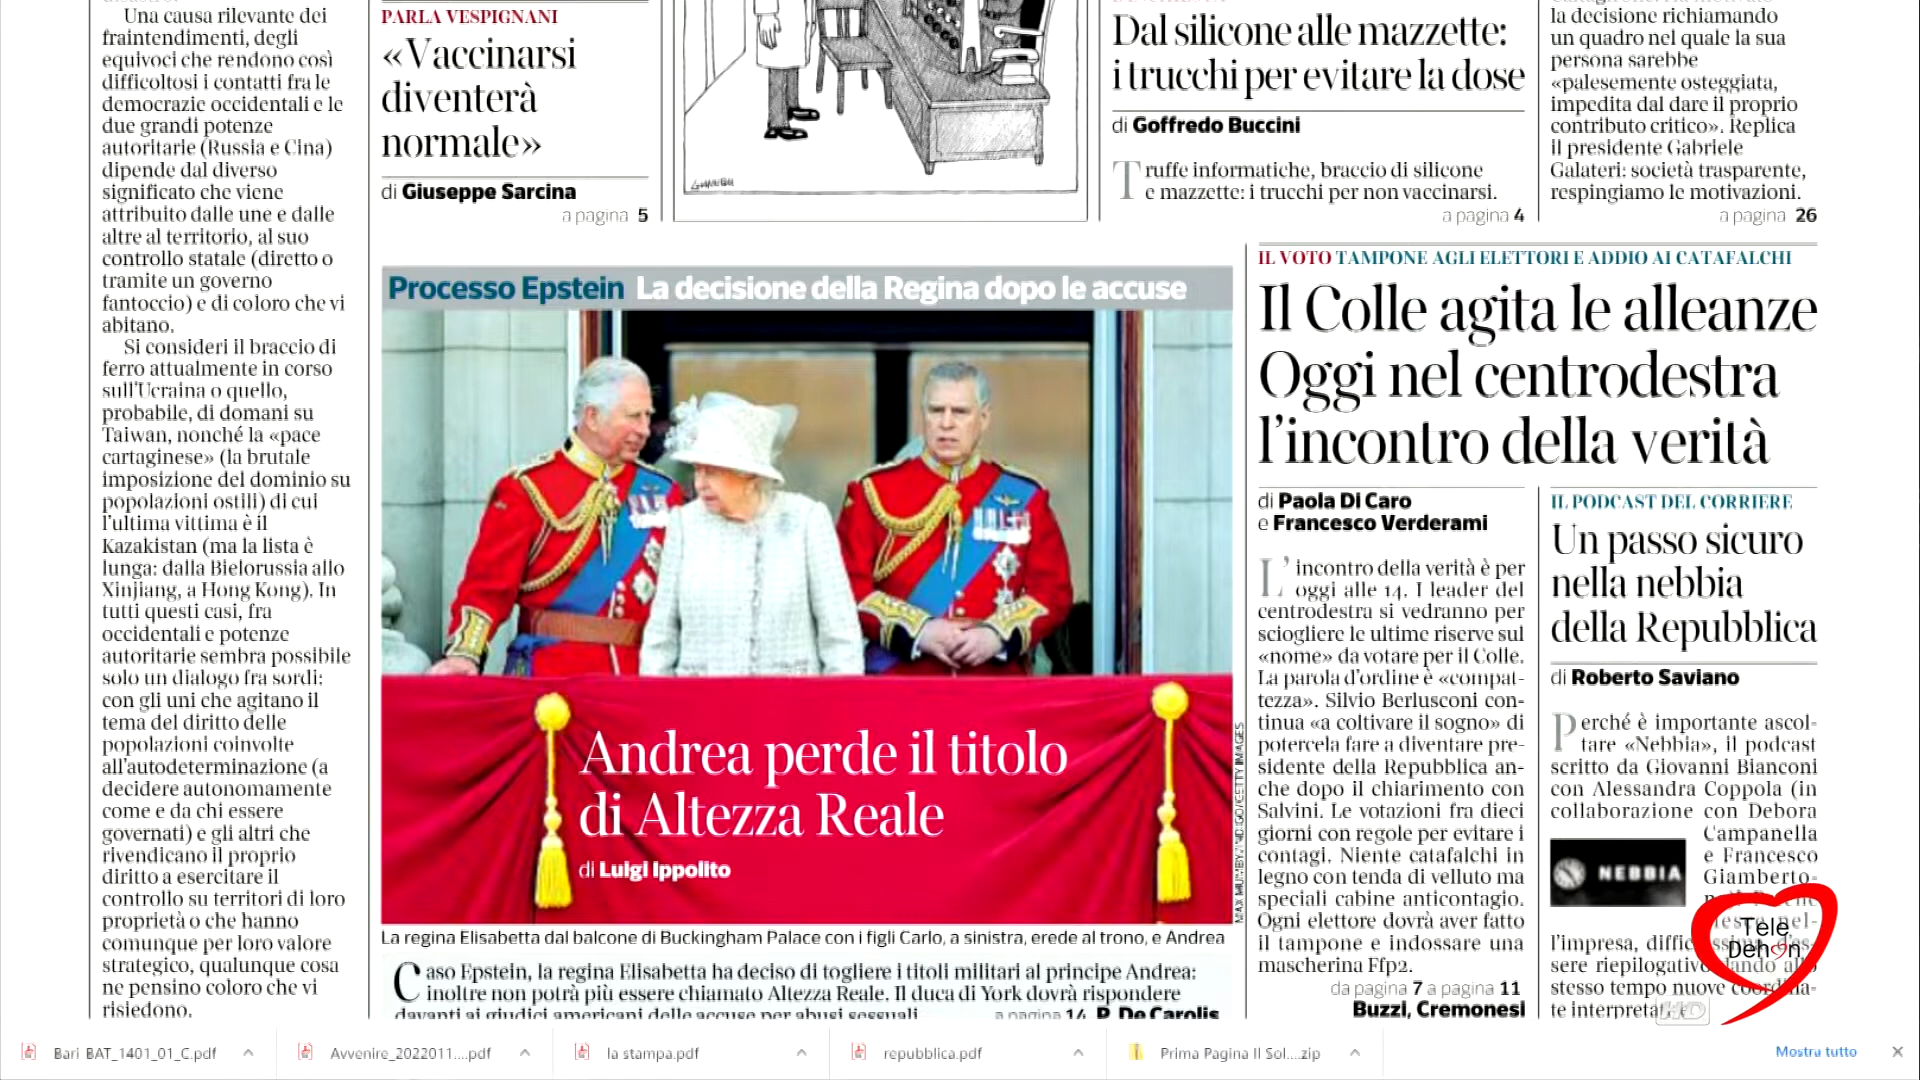 Una causa rilevante dei
fraintendimenti, degli
equivoci che rendono così
difficoltosi i contatti fra le
democrazie occidentali e le
due grandi potenze
autoritarie (Russia e Cina)
dipende dal diverso
significato che viene
attribuito dalle une e dalle
altre al territorio, al suo
controllo statale (diretto o
tramite un governo
fantoccio) e di coloro che vi
abitano.
Si consideri il braccio di
ferro attualmente in corso
sull'Ucraina o quello,
probabile, di domani su
Taiwan, nonché la «pace
cartaginese» (la brutale
imposizione del dominio su
popolazioni ostili) di cui
l'ultima vittima è il
Kazakistan (ma la lista è
lunga: dalla Bielorussia allo
Xinjiang, a Hong Kong). In
tutti questi casi, fra
occidentali e potenze
autoritarie sembra possibile
solo un dialogo fra sordi:
con gli uni che agitano il
tema del diritto delle
popolazioni coinvolte
all'autodeterminazione (a
decidere autonomamente
come e da chi essere
governati) e gli altri che
rivendicano il proprio
diritto a esercitare il
controllo su territori di loro
proprietà o che hanno
comunque per loro valore
strategico, qualunque cosa
ne pensino coloro che vi
risiedono.
PARLA VESPIGNANI
«Vaccinarsi
diventerà
normale»
di Giuseppe Sarcina
a pagina 5
Dal silicone alle mazzette:
i trucchi per evitare la dose
di Goffredo Buccini
Truffe informatiche, braccio di silicone
e mazzette: i trucchi per non vaccinarsi.
a pagina 4
la decisione richiamando
un quadro nel quale la sua
persona sarebbe
«palesemente osteggiata,
impedita dal dare il proprio
contributo critico». Replica
il presidente Gabriele
Galateri: società trasparente,
respingiamo le motivazioni.
a pagina 26
Processo Epstein La decisione della Regina dopo le accuse
Andrea perde il titolo
di Altezza Reale
di Luigi Ippolito
La regina Elisabetta dal balcone di Buckingham Palace con i figli Carlo, a sinistra, erede al trono, e Andrea
Caso Epstein, la regina Elisabetta ha deciso di togliere i titoli militari al principe Andrea:
inoltre non potrà più essere chiamato Altezza Reale. Il duca di York dovrà rispondere
davanti ai giudici americani delle accuse per abusi sessuali. a pagina 14 P. De Carolis
IL VOTO TAMPONE AGLI ELETTORI E ADDIO AI CATAFALCHI
Il Colle agita le alleanze
Oggi nel centrodestra
l'incontro della verità
di Paola Di Caro
e Francesco Verderami
L'incontro della verità è per
oggi alle 14. I leader del
centrodestra si vedranno per
sciogliere le ultime riserve sul
«nome» da votare per il Colle.
La parola d'ordine è «compat-
tezza». Silvio Berlusconi con-
tinua «a coltivare il sogno» di
potercela fare a diventare pre-
sidente della Repubblica an-
che dopo il chiarimento con
Salvini. Le votazioni fra dieci
giorni con regole per evitare i
contagi. Niente catafalchi in
legno con tenda di velluto ma
speciali cabine anticontagio.
Ogni elettore dovrà aver fatto
il tampone e indossare una
mascherina Ffp2.
da pagina 7 a pagina 11
Buzzi, Cremonesi
IL PODCAST DEL CORRIERE
Un passo sicuro
nella nebbia
della Repubblica
di Roberto Saviano
Perché è importante ascol-
tare «Nebbia», il podcast
scritto da Giovanni Bianconi
con Alessandra Coppola (in
collaborazione con Debora
Campanella
e Francesco
Giamberto-
NEBBIA
l'impresa,
sere riepilogativo
stesso tempo nuove
te
Tele
Dehon
HD
Bari BAT_1401_01_C.pdf
Avvenire_2022011....pdf
la stampa.pdf
repubblica.pdf
Prima Pagina Il Sol....zip
Mostra tutto